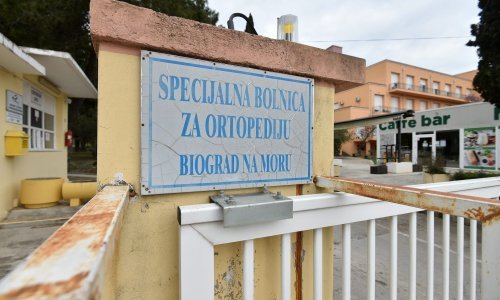 SPECIJALNA BOLNICA
ZA ORTOPEDIJU
BIOGRAD NA MORU
Caffe bar